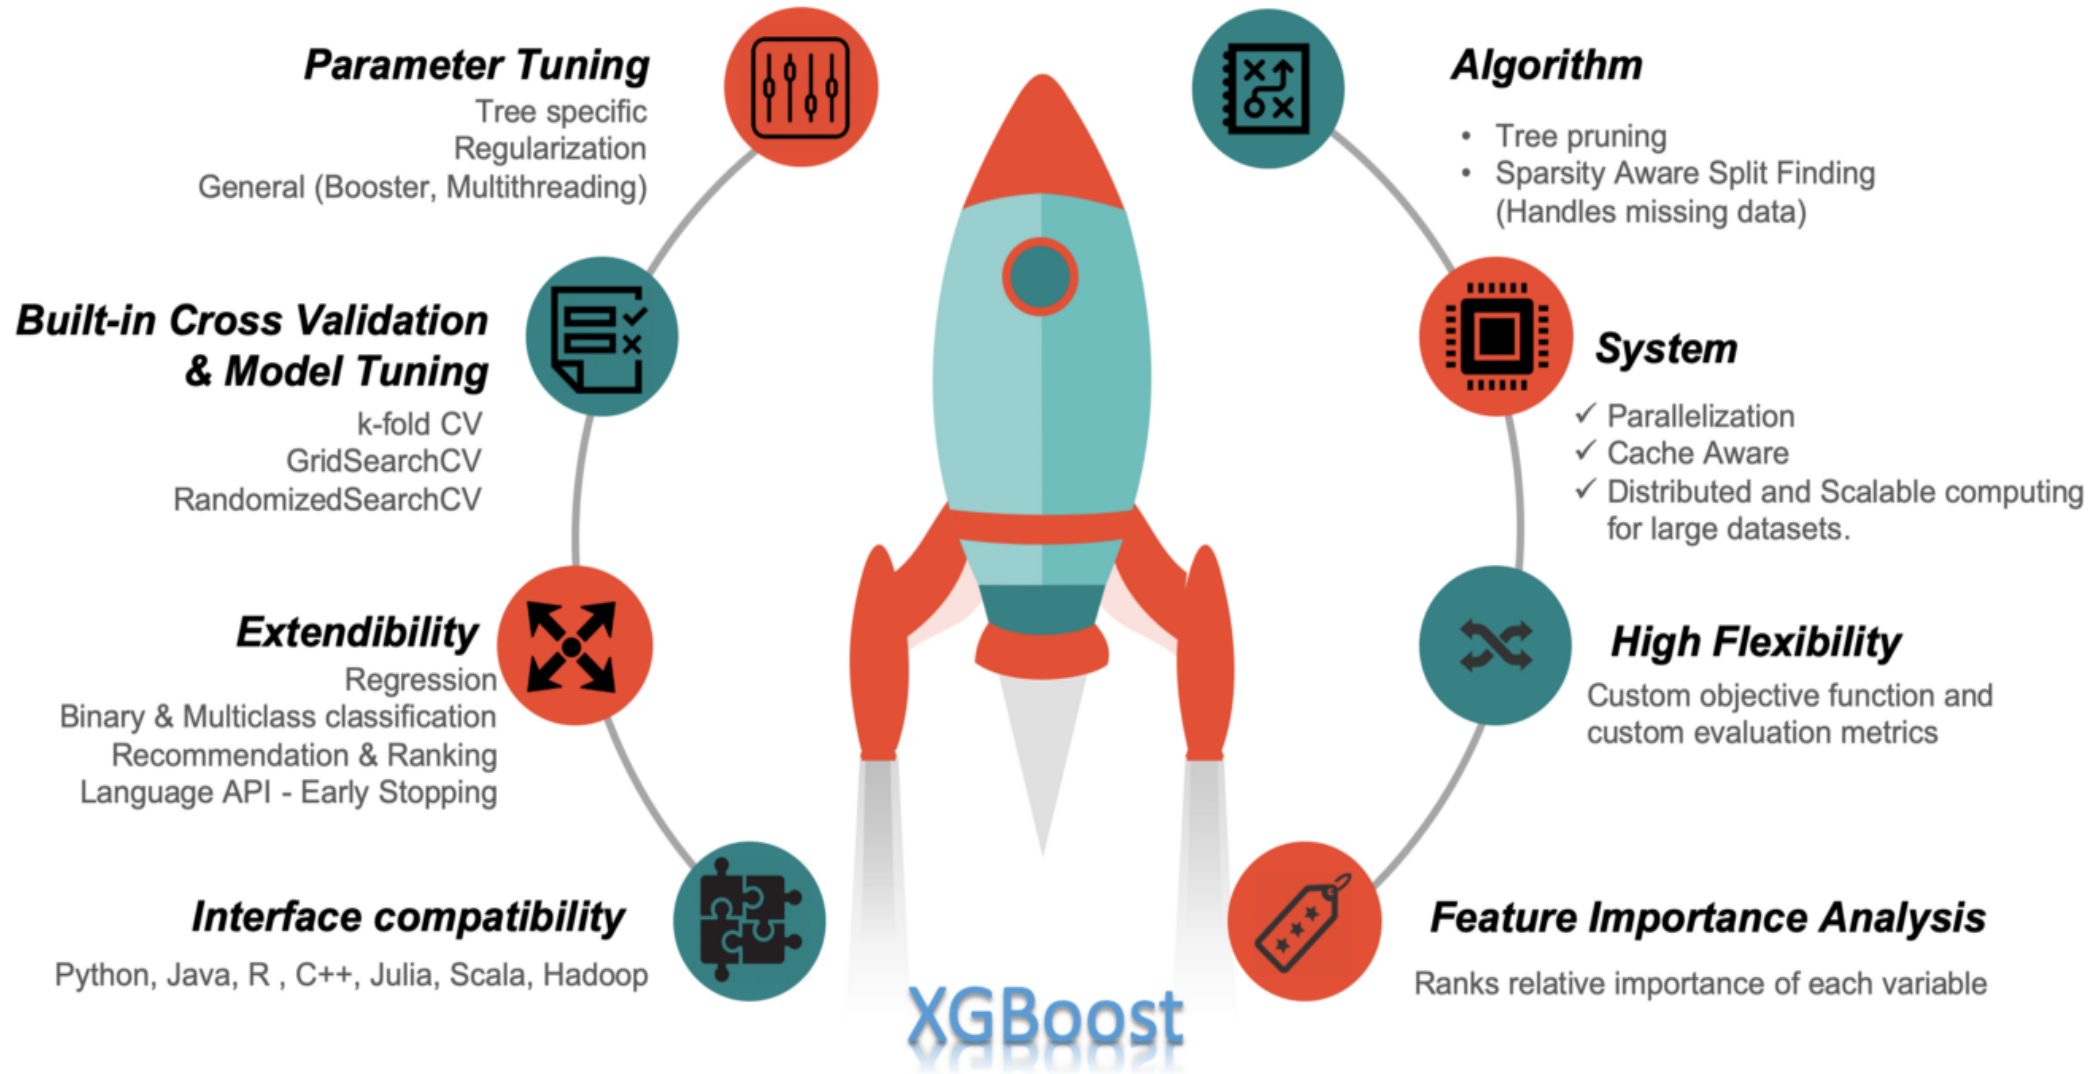 Parameter Tuning
Tree specific
Regularization
General (Booster, Multithreading)
Built-in Cross Validation
& Model Tuning
k-fold CV
GridSearchCV
RandomizedSearchCV
Extendibility
Regression
Binary & Multiclass classification
Recommendation & Ranking
Language API - Early Stopping
Interface compatibility
Python, Java, R , C++, Julia, Scala, Hadoop
Algorithm
• Tree pruning
• Sparsity Aware Split Finding
(Handles missing data)
System
✓ Parallelization
✓ Cache Aware
✓ Distributed and Scalable computing
for large datasets.
High Flexibility
Custom objective function and
custom evaluation metrics
Feature Importance Analysis
Ranks relative importance of each variable
XGBoost